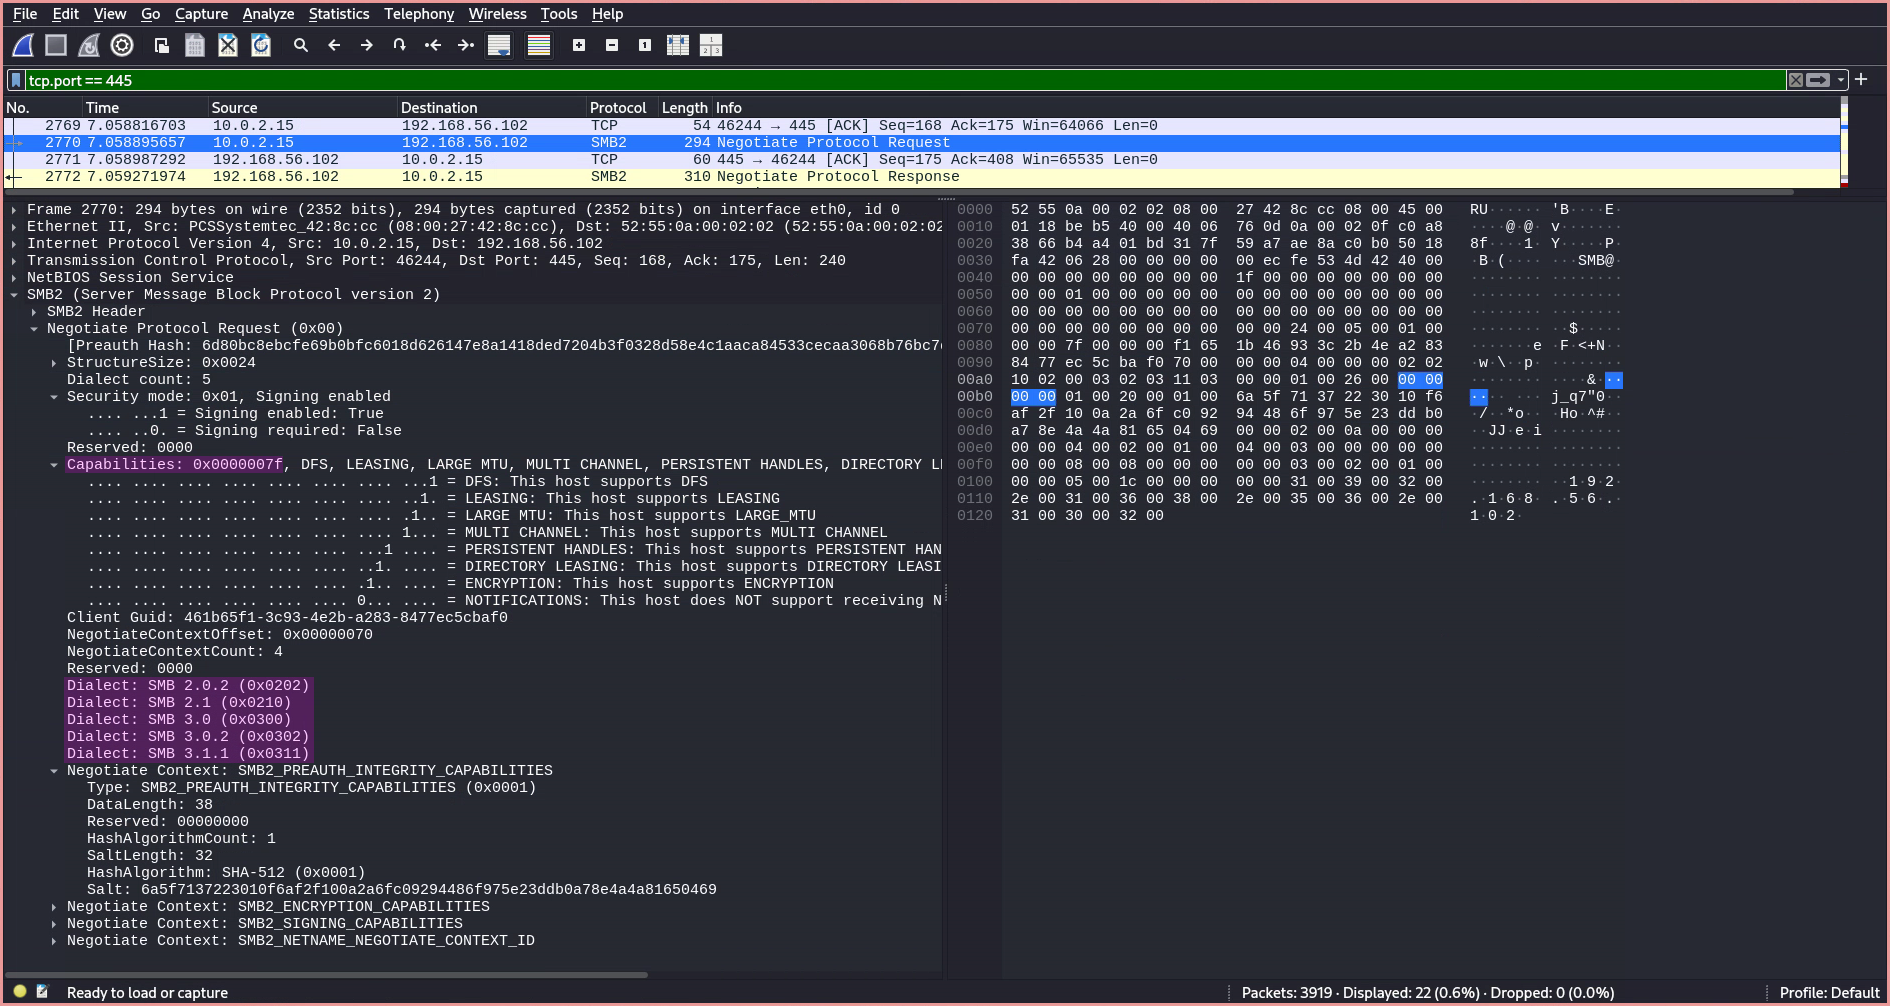 File Edit View Go Capture Analyze Statistics Telephony Wireless Tools Help
tcp.port == 445
No. Time Source Destination Protocol Length Info
2769 7.058816703 10.0.2.15 192.168.56.102 TCP 54 46244 → 445 [ACK] Seq=168 Ack=175 Win=64066 Len=0
2770 7.058895657 10.0.2.15 192.168.56.102 SMB2 294 Negotiate Protocol Request
2771 7.058987292 192.168.56.102 10.0.2.15 TCP 60 445 → 46244 [ACK] Seq=175 Ack=408 Win=65535 Len=0
2772 7.059271974 192.168.56.102 10.0.2.15 SMB2 310 Negotiate Protocol Response
Frame 2770: 294 bytes on wire (2352 bits), 294 bytes captured (2352 bits) on interface eth0, id 0
Ethernet II, Src: PCSSystemtec_42:8c:cc (08:00:27:42:8c:cc), Dst: 52:55:0a:00:02:02 (52:55:0a:00:02:02
Internet Protocol Version 4, Src: 10.0.2.15, Dst: 192.168.56.102
Transmission Control Protocol, Src Port: 46244, Dst Port: 445, Seq: 168, Ack: 175, Len: 240
NetBIOS Session Service
SMB2 (Server Message Block Protocol version 2)
SMB2 Header
Negotiate Protocol Request (0x00)
[Preauth Hash: 6d80bc8ebcfe69b0bfc6018d626147e8a1418ded7204b3f0328d58e4c1aaca84533cecaa3068b76bc7
StructureSize: 0x0024
Dialect count: 5
Security mode: 0x01, Signing enabled
.... ...1 = Signing enabled: True
.... ..0. = Signing required: False
Reserved: 0000
Capabilities: 0x0000007f, DFS, LEASING, LARGE MTU, MULTI CHANNEL, PERSISTENT HANDLES, DIRECTORY L
.... .... .... .... .... .... .... ...1 = DFS: This host supports DFS
.... .... .... .... .... .... .... ..1. = LEASING: This host supports LEASING
.... .... .... .... .... .... .... .1.. = LARGE MTU: This host supports LARGE_MTU
.... .... .... .... .... .... .... 1... = MULTI CHANNEL: This host supports MULTI CHANNEL
.... .... .... .... .... .... ...1 .... = PERSISTENT HANDLES: This host supports PERSISTENT HAN
.... .... .... .... .... .... ..1. .... = DIRECTORY LEASING: This host supports DIRECTORY LEASI
.... .... .... .... .... .... .1.. .... = ENCRYPTION: This host supports ENCRYPTION
.... .... .... .... .... .... 0... .... = NOTIFICATIONS: This host does NOT support receiving N
Client Guid: 461b65f1-3c93-4e2b-a283-8477ec5cbaf0
NegotiateContextOffset: 0x00000070
NegotiateContextCount: 4
Reserved: 0000
Dialect: SMB 2.0.2 (0x0202)
Dialect: SMB 2.1 (0x0210)
Dialect: SMB 3.0 (0x0300)
Dialect: SMB 3.0.2 (0x0302)
Dialect: SMB 3.1.1 (0x0311)
Negotiate Context: SMB2_PREAUTH_INTEGRITY_CAPABILITIES
Type: SMB2_PREAUTH_INTEGRITY_CAPABILITIES (0x0001)
DataLength: 38
Reserved: 00000000
HashAlgorithmCount: 1
SaltLength: 32
HashAlgorithm: SHA-512 (0x0001)
Salt: 6a5f7137223010f6af2f100a2a6fc09294486f975e23ddb0a78e4a4a81650469
Negotiate Context: SMB2_ENCRYPTION_CAPABILITIES
Negotiate Context: SMB2_SIGNING_CAPABILITIES
Negotiate Context: SMB2_NETNAME_NEGOTIATE_CONTEXT_ID
0000 52 55 0a 00 02 02 08 00 27 42 8c cc 08 00 45 00 RU······ 'B····E·
0010 01 18 be b5 40 00 40 06 76 0d 0a 00 02 0f c0 a8 ····@·@· v·······
0020 38 66 b4 a4 01 bd 31 7f 59 a7 ae 8a c0 b0 50 18 8f····1· Y·····P·
0030 fa 42 06 28 00 00 00 00 00 ec fe 53 4d 42 40 00 ·B·(···· ···SMB@·
0040 00 00 00 00 00 00 00 00 1f 00 00 00 00 00 00 00 ········ ········
0050 00 00 01 00 00 00 00 00 00 00 00 00 00 00 00 00 ········ ········
0060 00 00 00 00 00 00 00 00 00 00 00 00 00 00 00 00 ········ ········
0070 00 00 00 00 00 00 00 00 00 00 24 00 05 00 01 00 ········ ··$·····
0080 00 00 7f 00 00 00 f1 65 1b 46 93 3c 2b 4e a2 83 ·······e ·F·<+N··
0090 84 77 ec 5c ba f0 70 00 00 00 04 00 00 00 02 02 ·w·\··p· ········
00a0 10 02 00 03 02 03 11 03 00 00 01 00 26 00 00 00 ········ ····&···
00b0 00 00 01 00 20 00 01 00 6a 5f 71 37 22 30 10 f6 ···· ··· j_q7"0··
00c0 af 2f 10 0a 2a 6f c0 92 94 48 6f 97 5e 23 dd b0 ·/··*o·· ·Ho·^#··
00d0 a7 8e 4a 4a 81 65 04 69 00 00 02 00 0a 00 00 00 ··JJ·e·i ········
00e0 00 00 04 00 02 00 01 00 04 00 03 00 00 00 00 00 ········ ········
00f0 00 00 08 00 08 00 00 00 00 00 03 00 02 00 01 00 ········ ········
0100 00 00 05 00 1c 00 00 00 00 00 31 00 39 00 32 00 ········ ··1·9·2·
0110 2e 00 31 00 36 00 38 00 2e 00 35 00 36 00 2e 00 .·1·6·8· .·5·6·.·
0120 31 00 30 00 32 00 1·0·2·
Ready to load or capture Packets: 3919 · Displayed: 22 (0.6%) · Dropped: 0 (0.0%) Profile: Default